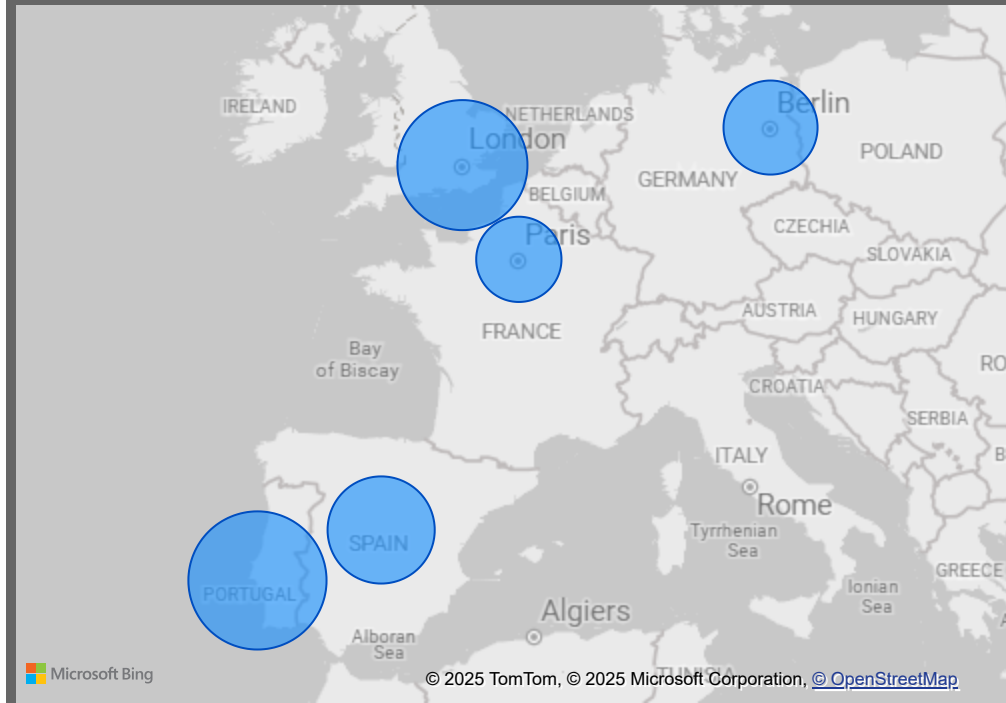 IRELAND
NETHERLANDS
London
Berlin
POLAND
GERMANY
BELGIUM
Paris
CZECHIA
SLOVAKIA
AUSTRIA
HUNGARY
FRANCE
Bay
of Biscay
RO
CROATIA
SERBIA
ITALY
B
Rome
Tyrrhenian
Sea
SPAIN
PORTUGAL
GREECE
Ionian
Sea
Algiers
Alboran
Sea
TUNISIA
Microsoft Bing
© 2025 TomTom, © 2025 Microsoft Corporation, © OpenStreetMap